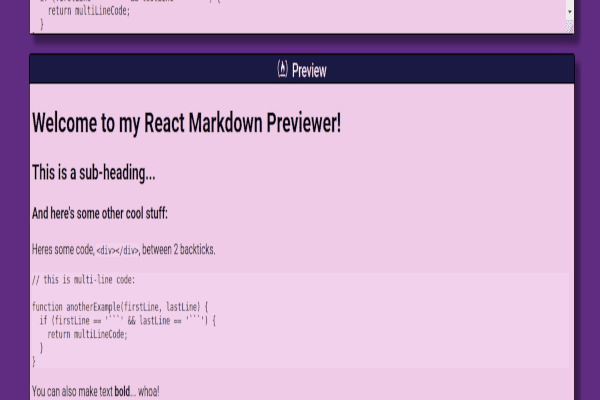 return multiLineCode;
}
Preview
Welcome to my React Markdown Previewer!
This is a sub-heading...
And here's some other cool stuff:
Heres some code, <div></div>, between 2 backticks.
// this is multi-line code:
function anotherExample(firstLine, lastLine) {
if (firstLine == '```' && lastLine == '```') {
return multiLineCode;
}
}
You can also make text bold... whoa!